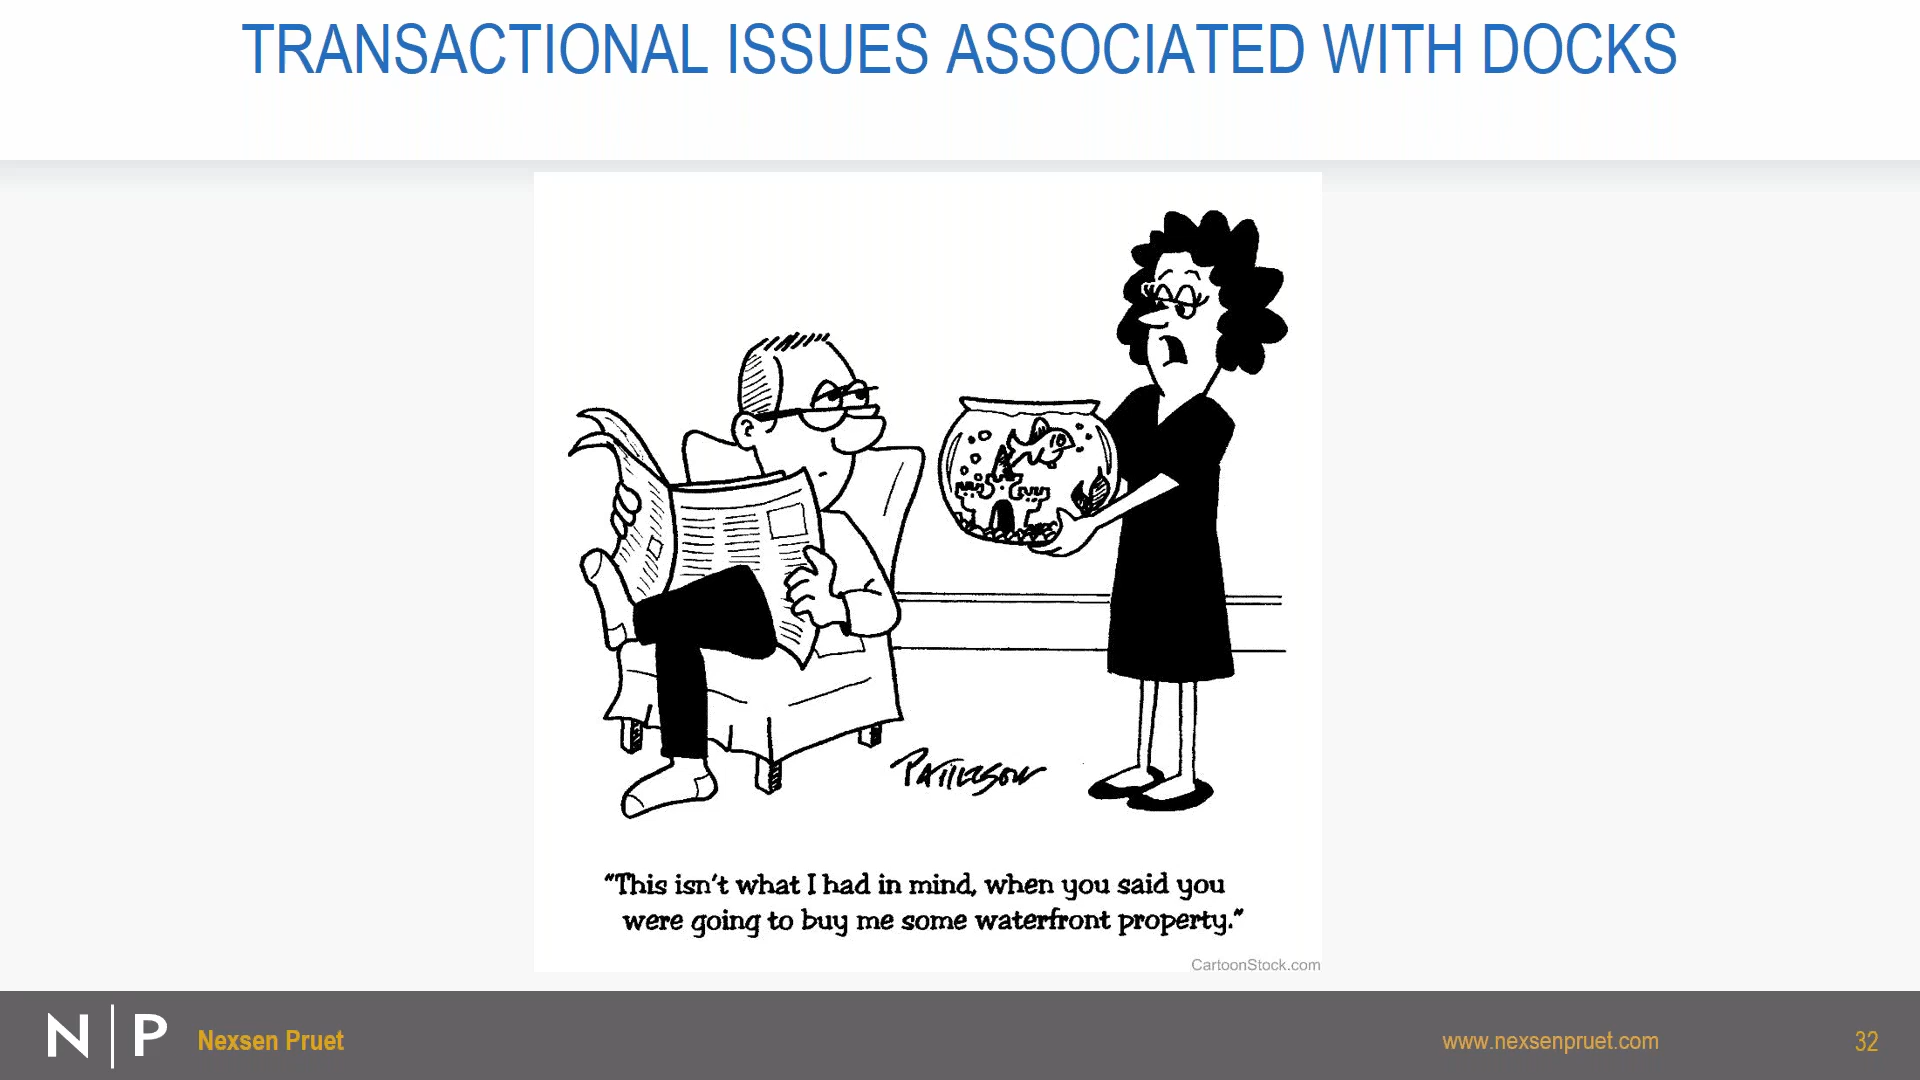 TRANSACTIONAL ISSUES ASSOCIATED WITH DOCKS
PATTERSON
"This isn't what I had in mind, when you said you
were going to buy me some waterfront property."
CartoonStock.com
N|P Nexsen Pruet
www.nexsenpruet.com
32